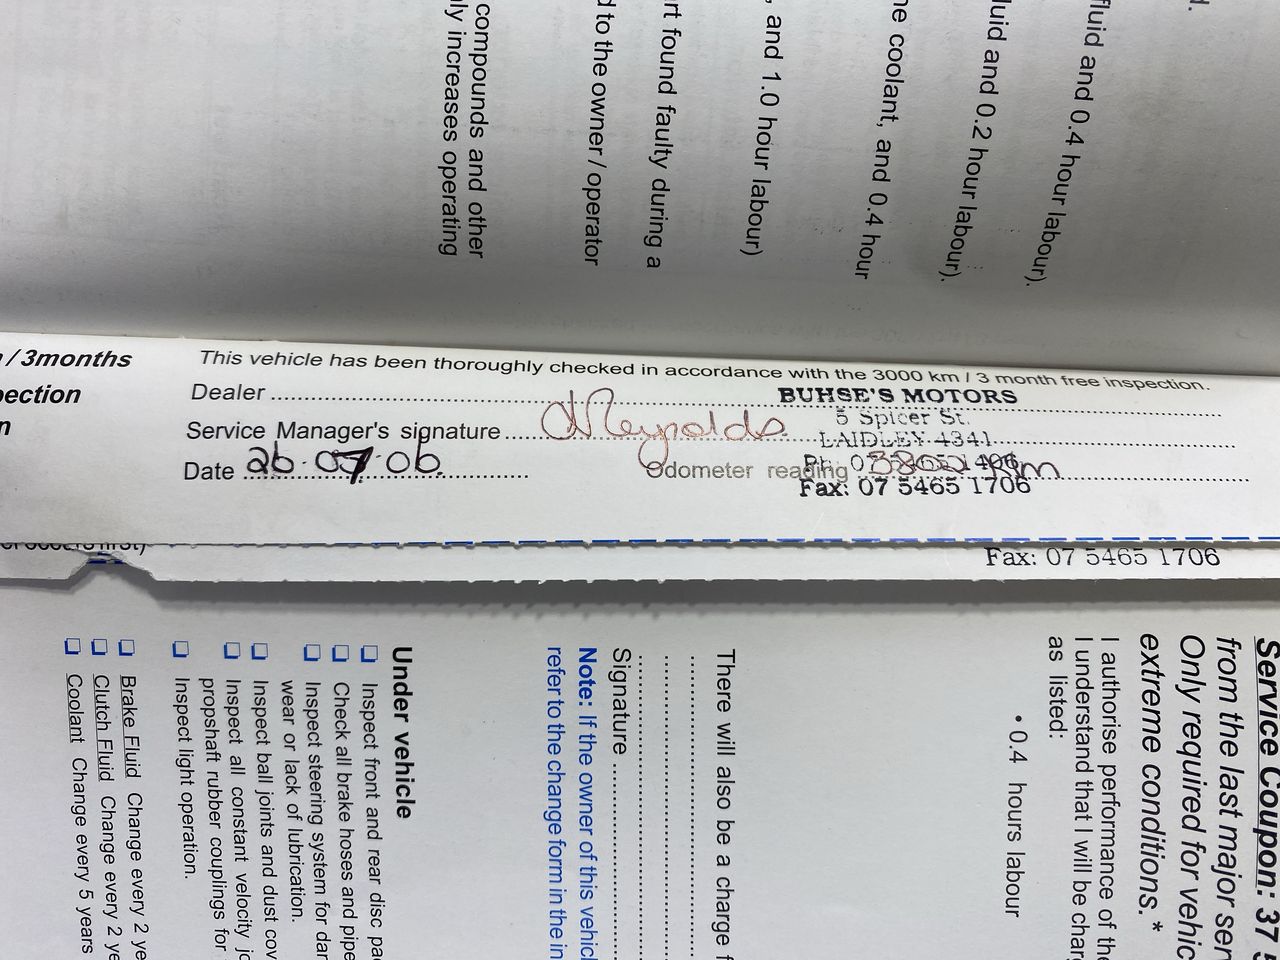 d.
fluid and 0.4 hour labour).
luid and 0.2 hour labour).
ne coolant, and 0.4 hour
, and 1.0 hour labour)
rt found faulty during a
d to the owner / operator
compounds and other
ly increases operating
/ 3months
ection
n
This vehicle has been thoroughly checked in accordance with the 3000 km / 3 month free inspection.
Dealer BUHSE'S MOTORS
5 Spicer St.
Service Manager's signature dReynolds LAIDLEY 4341
Date 26.07.06. Odometer reading km
Fax: 07 5465 1706
Fax: 07 5465 1706
Service Coupon: 37 5
from the last major ser
Only required for vehic
extreme conditions.*
I authorise performance of the
I understand that I will be charg
as listed:
• 0.4 hours labour
There will also be a charge f
Signature
Note: If the owner of this vehicl
refer to the change form in the in
Under vehicle
❑ Inspect front and rear disc pa
❑ Check all brake hoses and pipe
❑ Inspect steering system for dar
wear or lack of lubrication.
❑ Inspect ball joints and dust cov
❑ Inspect all constant velocity jo
propshaft rubber couplings for
❑ Inspect light operation.
❑ Brake Fluid Change every 2 ye
❑ Clutch Fluid Change every 2 ye
❑ Coolant Change every 5 years